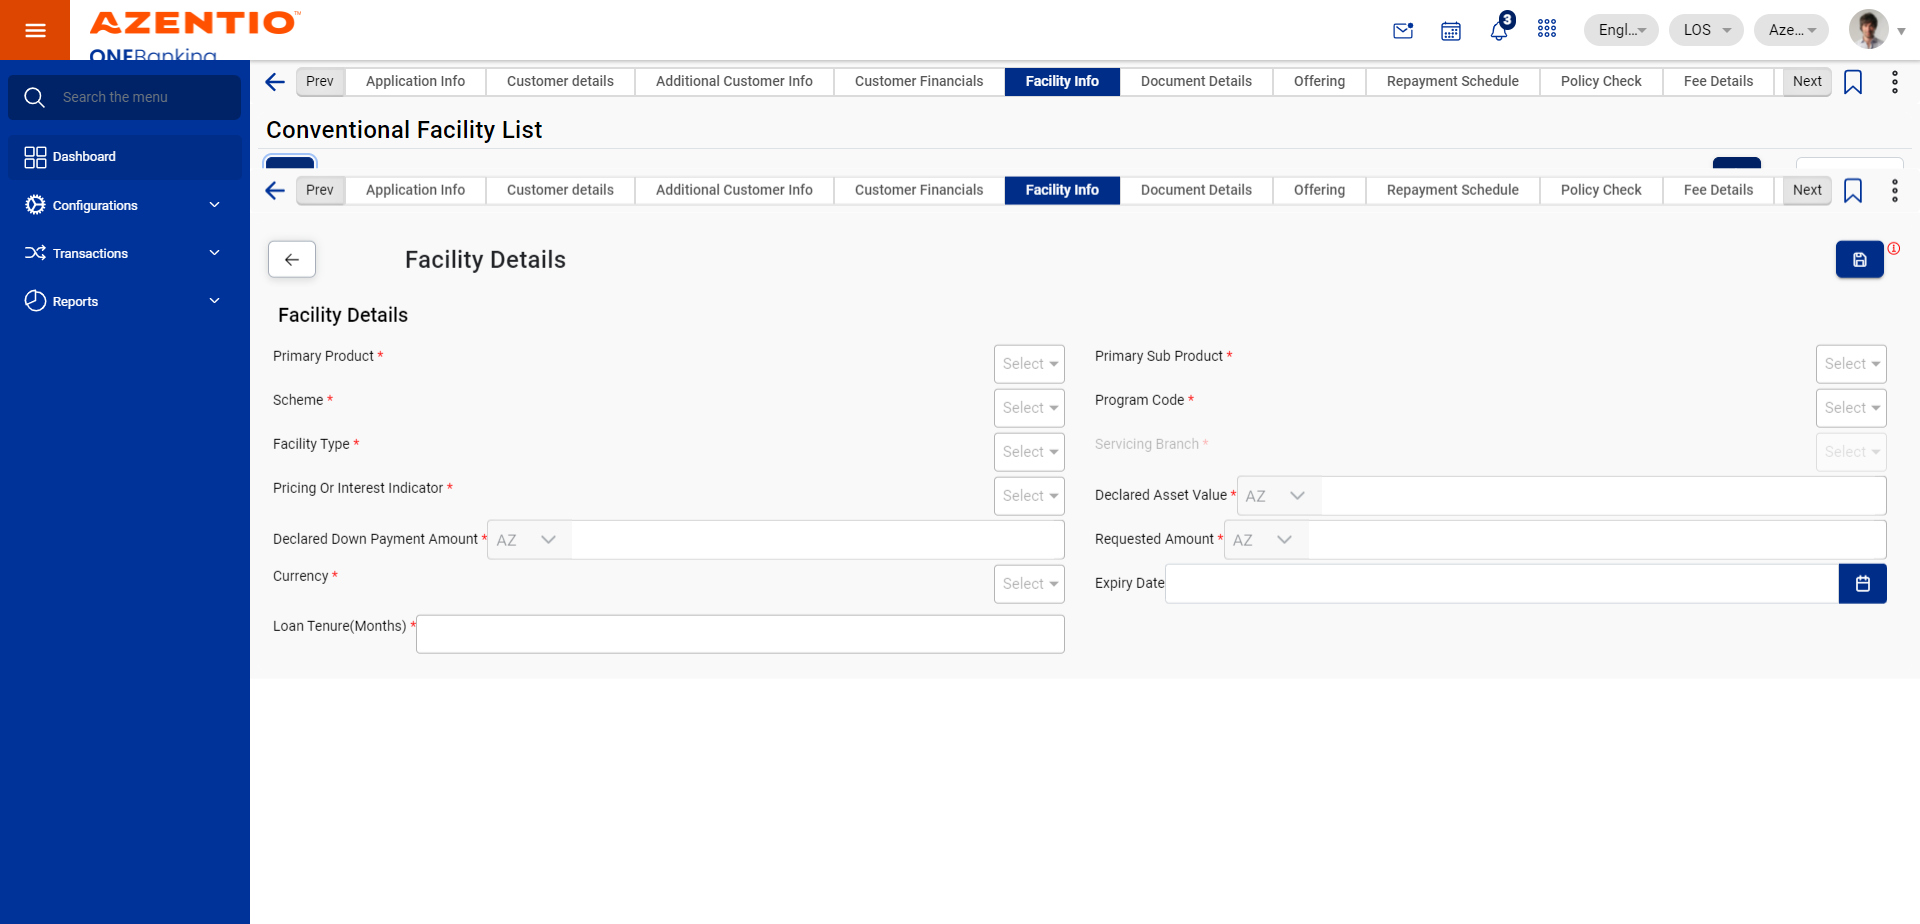 AZENTIO™
ONEBanking
3
Engl...
LOS
Aze...
Search the menu
Dashboard
Configurations
Transactions
Reports
Prev
Application Info
Customer details
Additional Customer Info
Customer Financials
Facility Info
Document Details
Offering
Repayment Schedule
Policy Check
Fee Details
Next
Conventional Facility List
Prev
Application Info
Customer details
Additional Customer Info
Customer Financials
Facility Info
Document Details
Offering
Repayment Schedule
Policy Check
Fee Details
Next
Facility Details
Facility Details
Primary Product *
Select
Primary Sub Product *
Select
Scheme *
Select
Program Code *
Select
Facility Type *
Select
Servicing Branch *
Select
Pricing Or Interest Indicator *
Select
Declared Asset Value *
AZ
Declared Down Payment Amount *
AZ
Requested Amount *
AZ
Currency *
Select
Expiry Date
Loan Tenure(Months) *